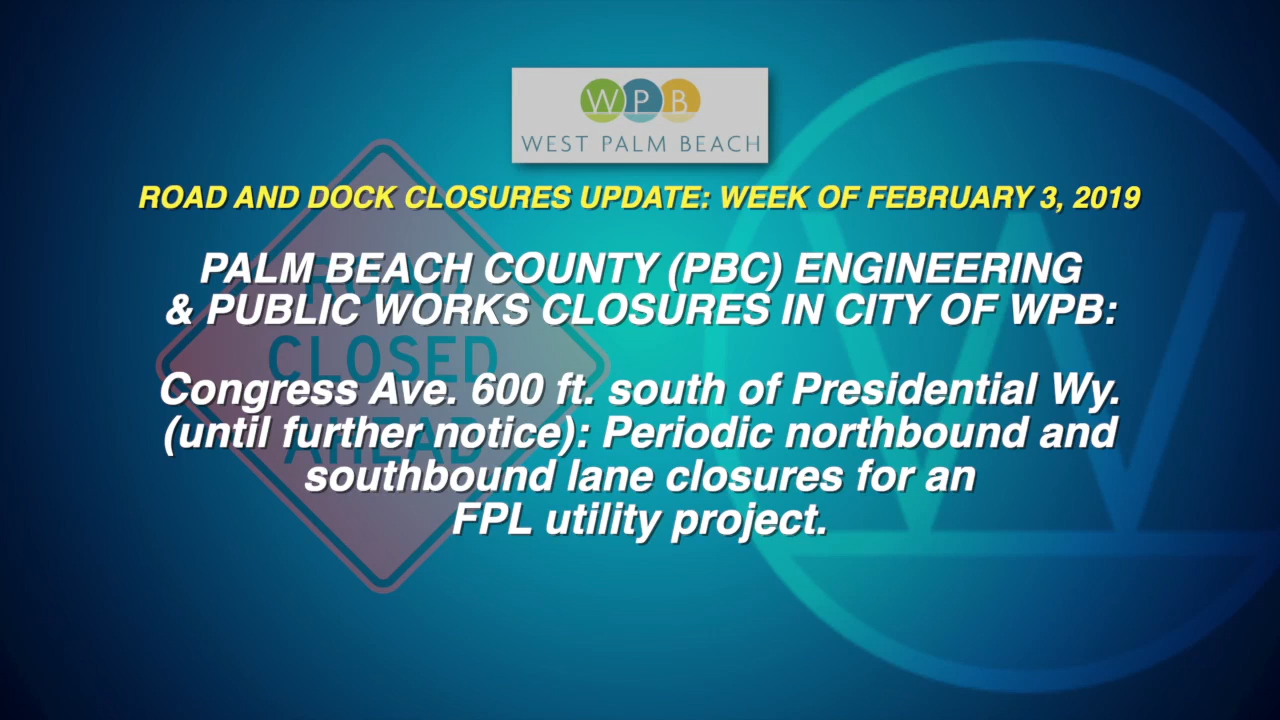 WPB
WEST PALM BEACH
ROAD AND DOCK CLOSURES UPDATE: WEEK OF FEBRUARY 3, 2019
PALM BEACH COUNTY (PBC) ENGINEERING
& PUBLIC WORKS CLOSURES IN CITY OF WPB:
Congress Ave. 600 ft. south of Presidential Wy.
(until further notice): Periodic northbound and
southbound lane closures for an
FPL utility project.
ROAD
CLOSED
AHEAD
W